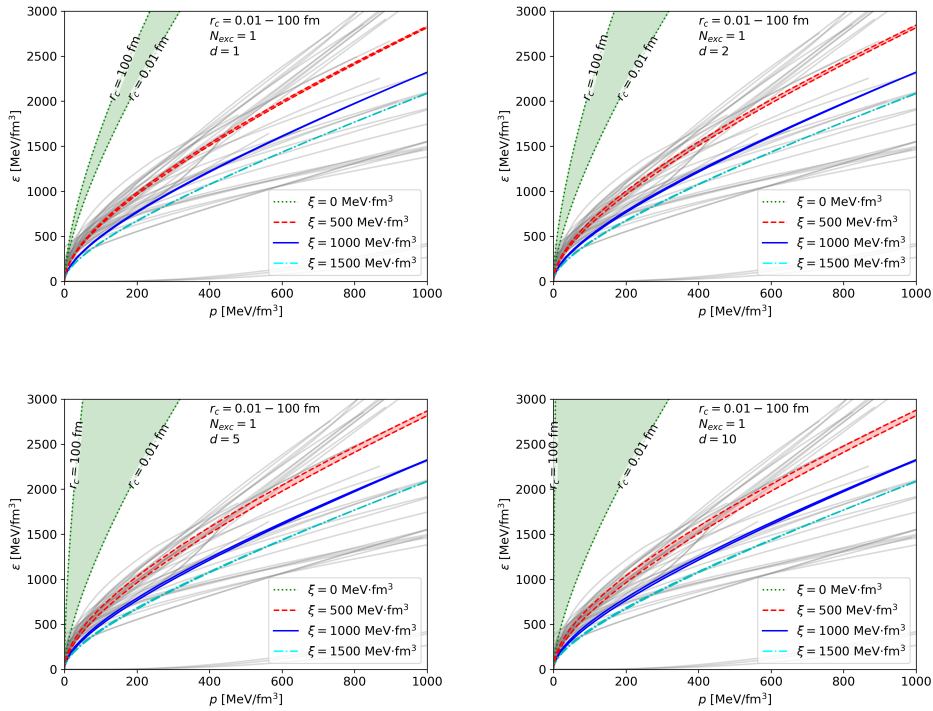 3000
2500
2000
1500
1000
500
0
ε [MeV/fm³]
r_c = 100 fm
r_c = 0.01 fm
r_c = 0.01 − 100 fm
N_exc = 1
d = 1
ξ = 0 MeV·fm³
ξ = 500 MeV·fm³
ξ = 1000 MeV·fm³
ξ = 1500 MeV·fm³
0 200 400 600 800 1000
p [MeV/fm³]
3000
2500
2000
1500
1000
500
0
ε [MeV/fm³]
r_c = 100 fm
r_c = 0.01 fm
r_c = 0.01 − 100 fm
N_exc = 1
d = 2
ξ = 0 MeV·fm³
ξ = 500 MeV·fm³
ξ = 1000 MeV·fm³
ξ = 1500 MeV·fm³
0 200 400 600 800 1000
p [MeV/fm³]
3000
2500
2000
1500
1000
500
0
ε [MeV/fm³]
r_c = 100 fm
r_c = 0.01 fm
r_c = 0.01 − 100 fm
N_exc = 1
d = 5
ξ = 0 MeV·fm³
ξ = 500 MeV·fm³
ξ = 1000 MeV·fm³
ξ = 1500 MeV·fm³
0 200 400 600 800 1000
p [MeV/fm³]
3000
2500
2000
1500
1000
500
0
ε [MeV/fm³]
r_c = 100 fm
r_c = 0.01 fm
r_c = 0.01 − 100 fm
N_exc = 1
d = 10
ξ = 0 MeV·fm³
ξ = 500 MeV·fm³
ξ = 1000 MeV·fm³
ξ = 1500 MeV·fm³
0 200 400 600 800 1000
p [MeV/fm³]